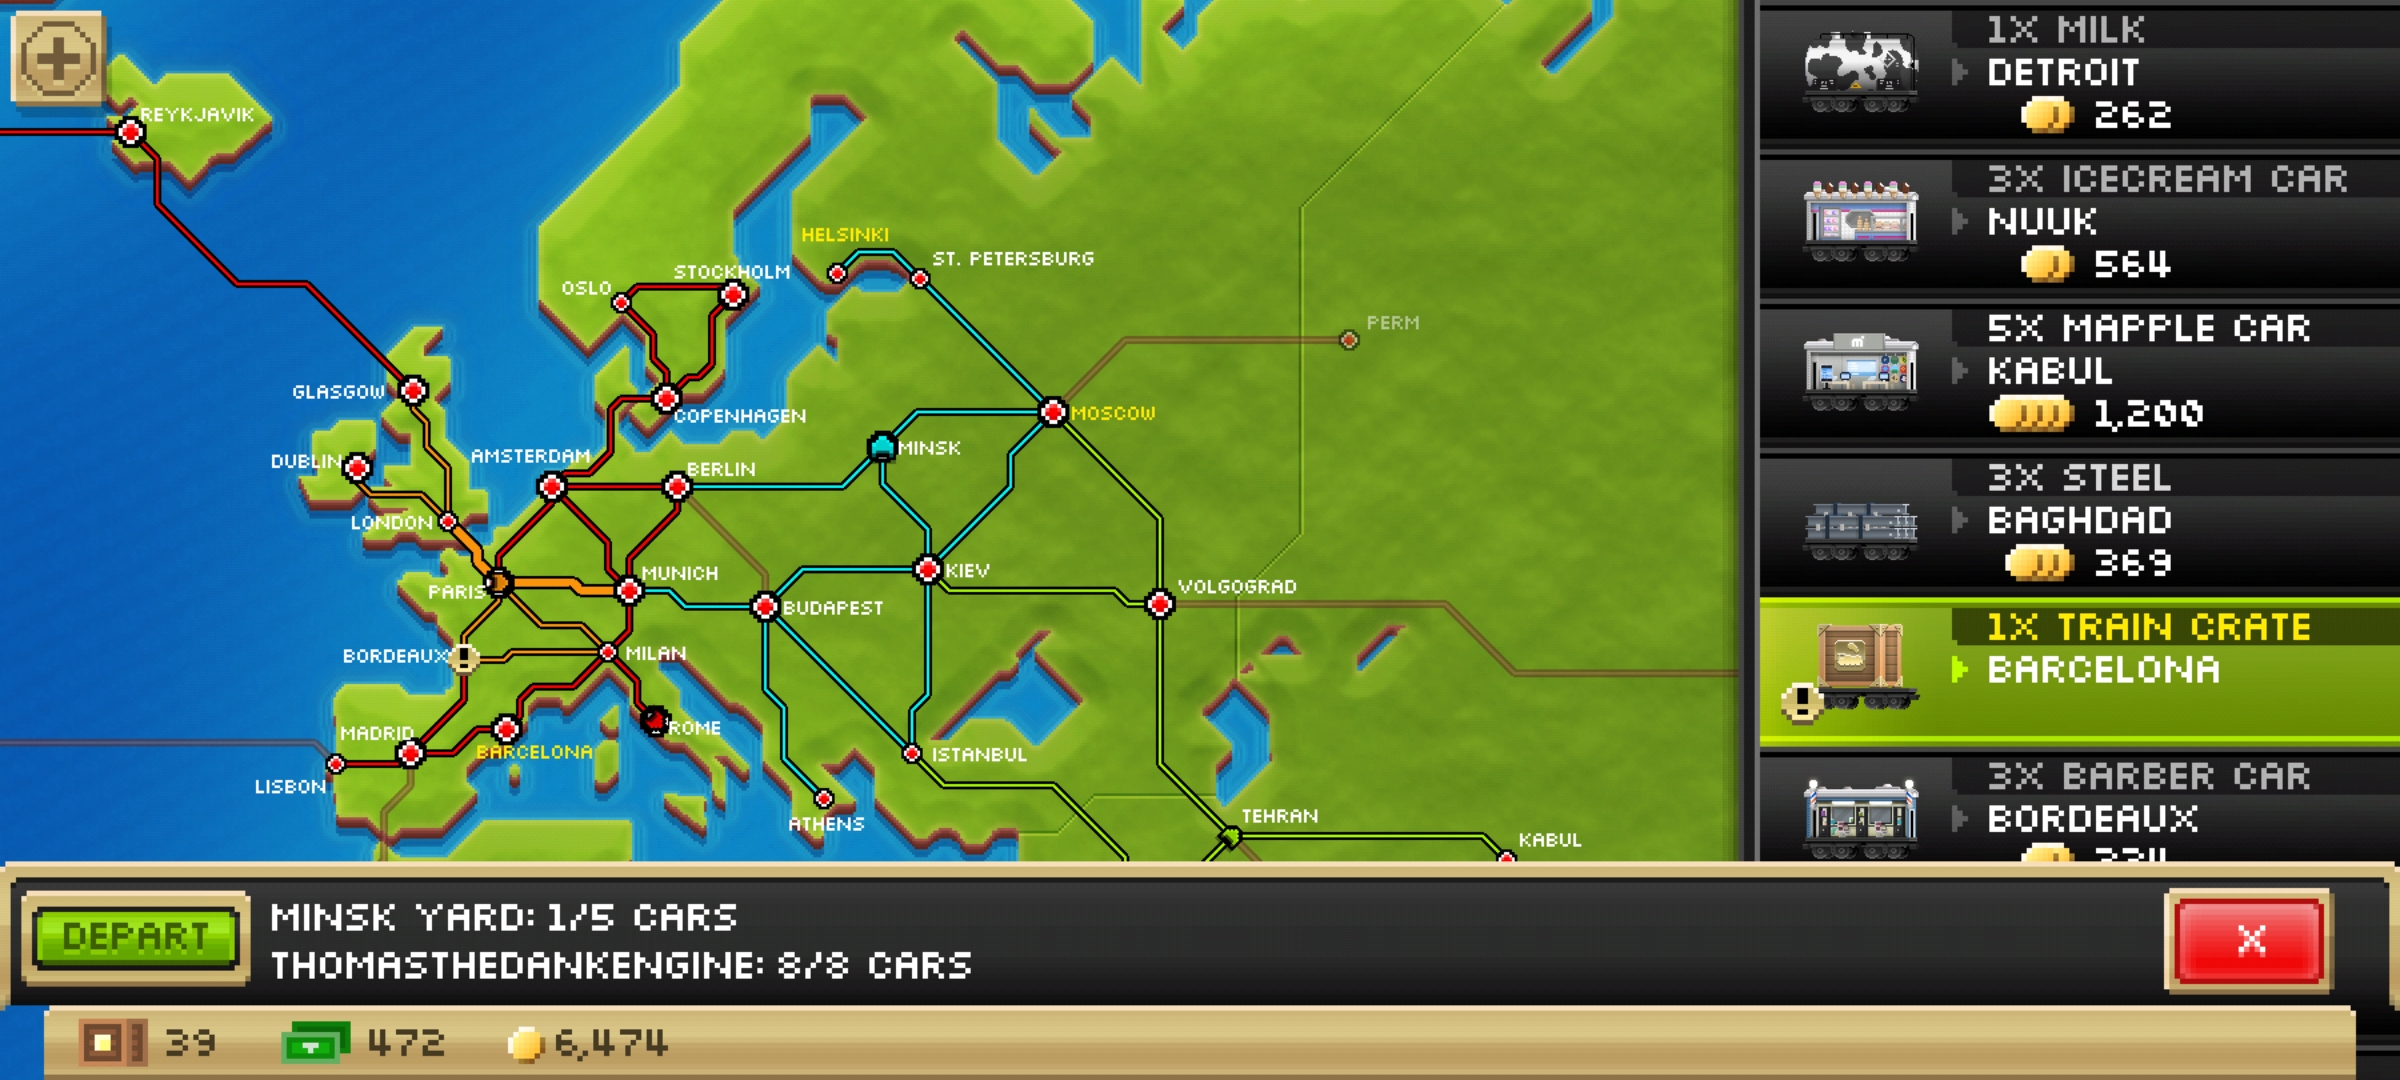 REYKJAVIK
HELSINKI
ST. PETERSBURG
STOCKHOLM
OSLO
PERM
GLASGOW
COPENHAGEN
MOSCOW
MINSK
DUBLIN
AMSTERDAM
BERLIN
LONDON
PARIS
MUNICH
KIEV
VOLGOGRAD
BUDAPEST
BORDEAUX
MILAN
MADRID
ROME
BARCELONA
ISTANBUL
LISBON
ATHENS
TEHRAN
KABUL
1X MILK
DETROIT
262
3X ICECREAM CAR
NUUK
564
5X MAPPLE CAR
KABUL
1,200
3X STEEL
BAGHDAD
369
1X TRAIN CRATE
BARCELONA
3X BARBER CAR
BORDEAUX
DEPART
MINSK YARD: 1/5 CARS
THOMASTHEDANKENGINE: 8/8 CARS
X
39
472
6,474